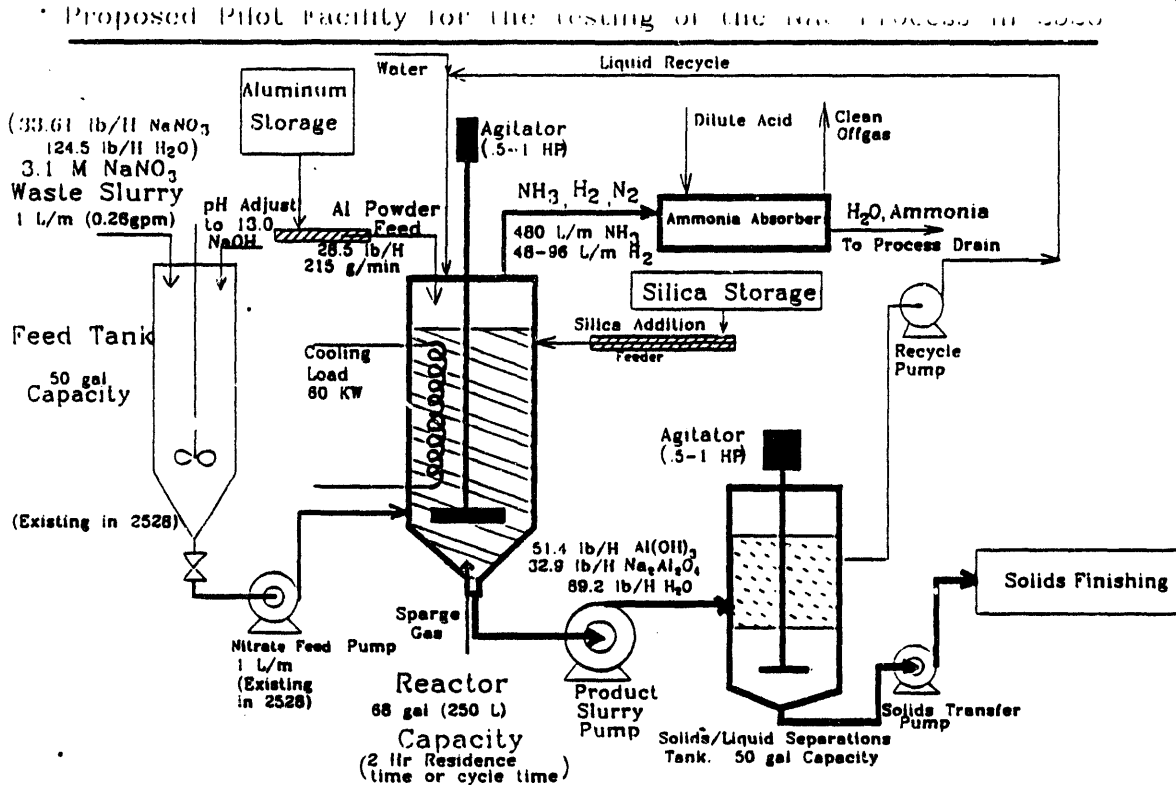 Proposed Pilot Facility for the Testing of the NAC Process in 2528
Water
Liquid Recycle
Aluminum
Storage
(33.61 lb/H NaNO₃
124.5 lb/H H₂O)
3.1 M NaNO₃
Waste Slurry
1 L/m (0.26gpm)
pH Adjust
to 13.0
NaOH
Al Powder
Feed
28.5 lb/H
215 g/min
Agitator
(.5-1 HP)
Dilute Acid
Clean
Offgas
NH₃, H₂, N₂
480 L/m NH₃
48-96 L/m H₂
Ammonia Absorber
H₂O, Ammonia
To Process Drain
Silica Storage
Silica Addition
Feeder
Recycle
Pump
Feed Tank
50 gal
Capacity
(Existing in 2528)
Cooling
Load
60 KW
Agitator
(.5-1 HP)
51.4 lb/H Al(OH)₃
32.9 lb/H Na₂Al₂O₄
69.2 lb/H H₂O
Solids Finishing
Sparge
Gas
Nitrate Feed Pump
1 L/m
(Existing
in 2528)
Reactor
68 gal (250 L)
Capacity
(2 Hr Residence
time or cycle time)
Product
Slurry
Pump
Solids Transfer
Pump
Solids/Liquid Separations
Tank. 50 gal Capacity